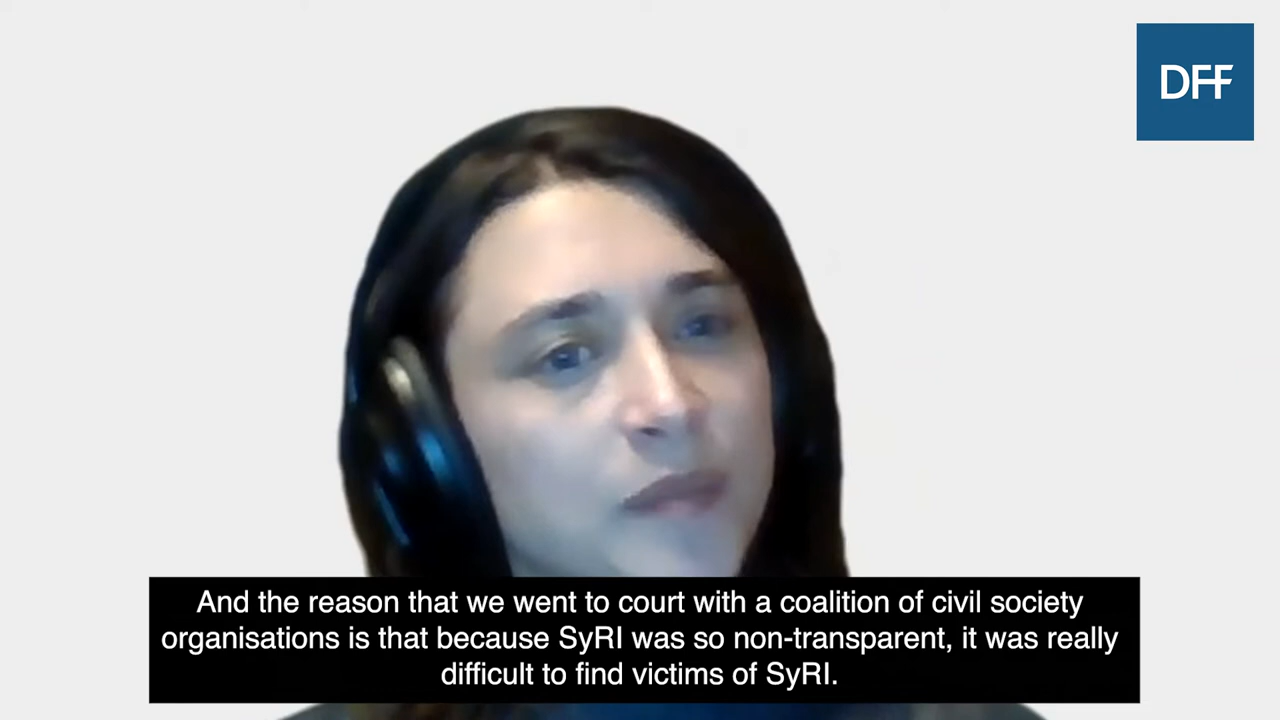 DFF
And the reason that we went to court with a coalition of civil society
organisations is that because SyRI was so non-transparent, it was really
difficult to find victims of SyRI.